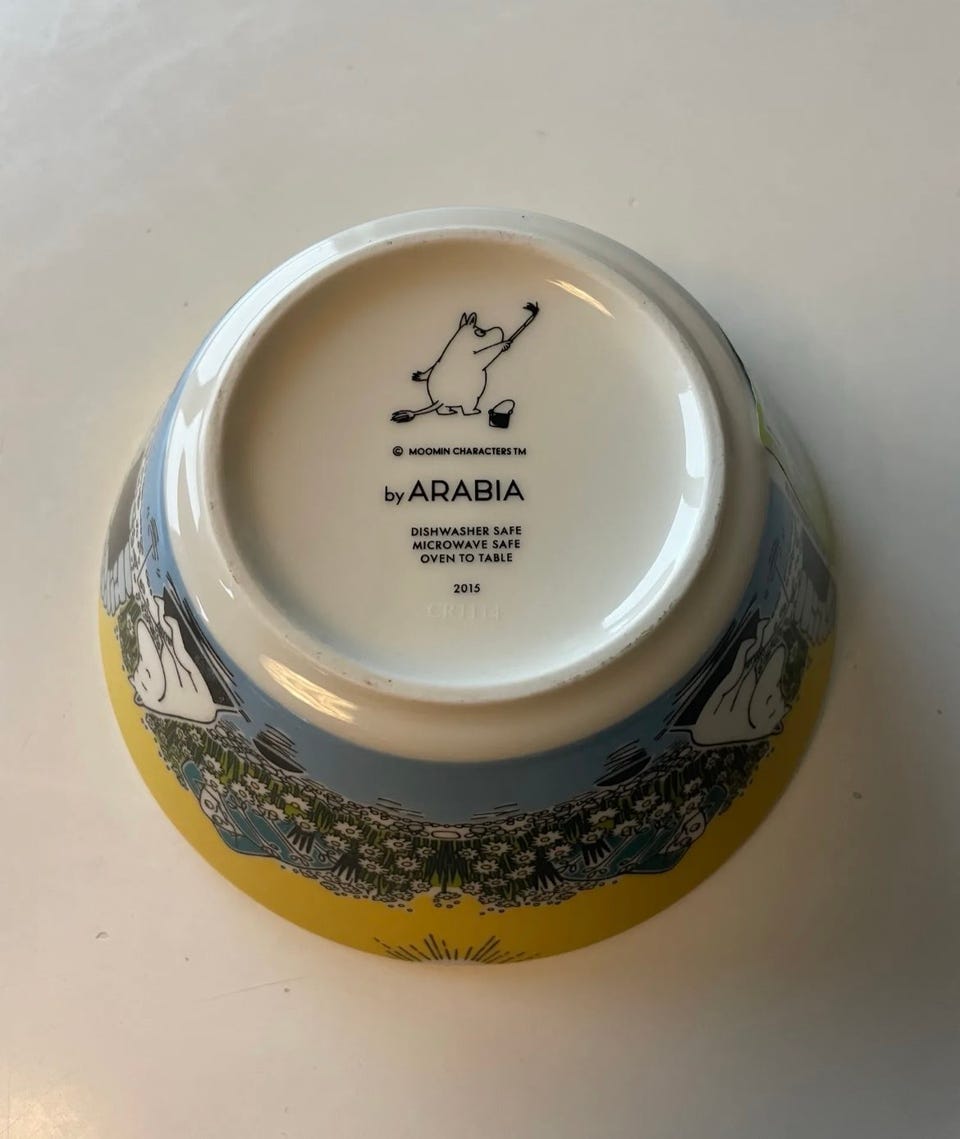 © MOOMIN CHARACTERS TM
by ARABIA
DISHWASHER SAFE
MICROWAVE SAFE
OVEN TO TABLE
2015